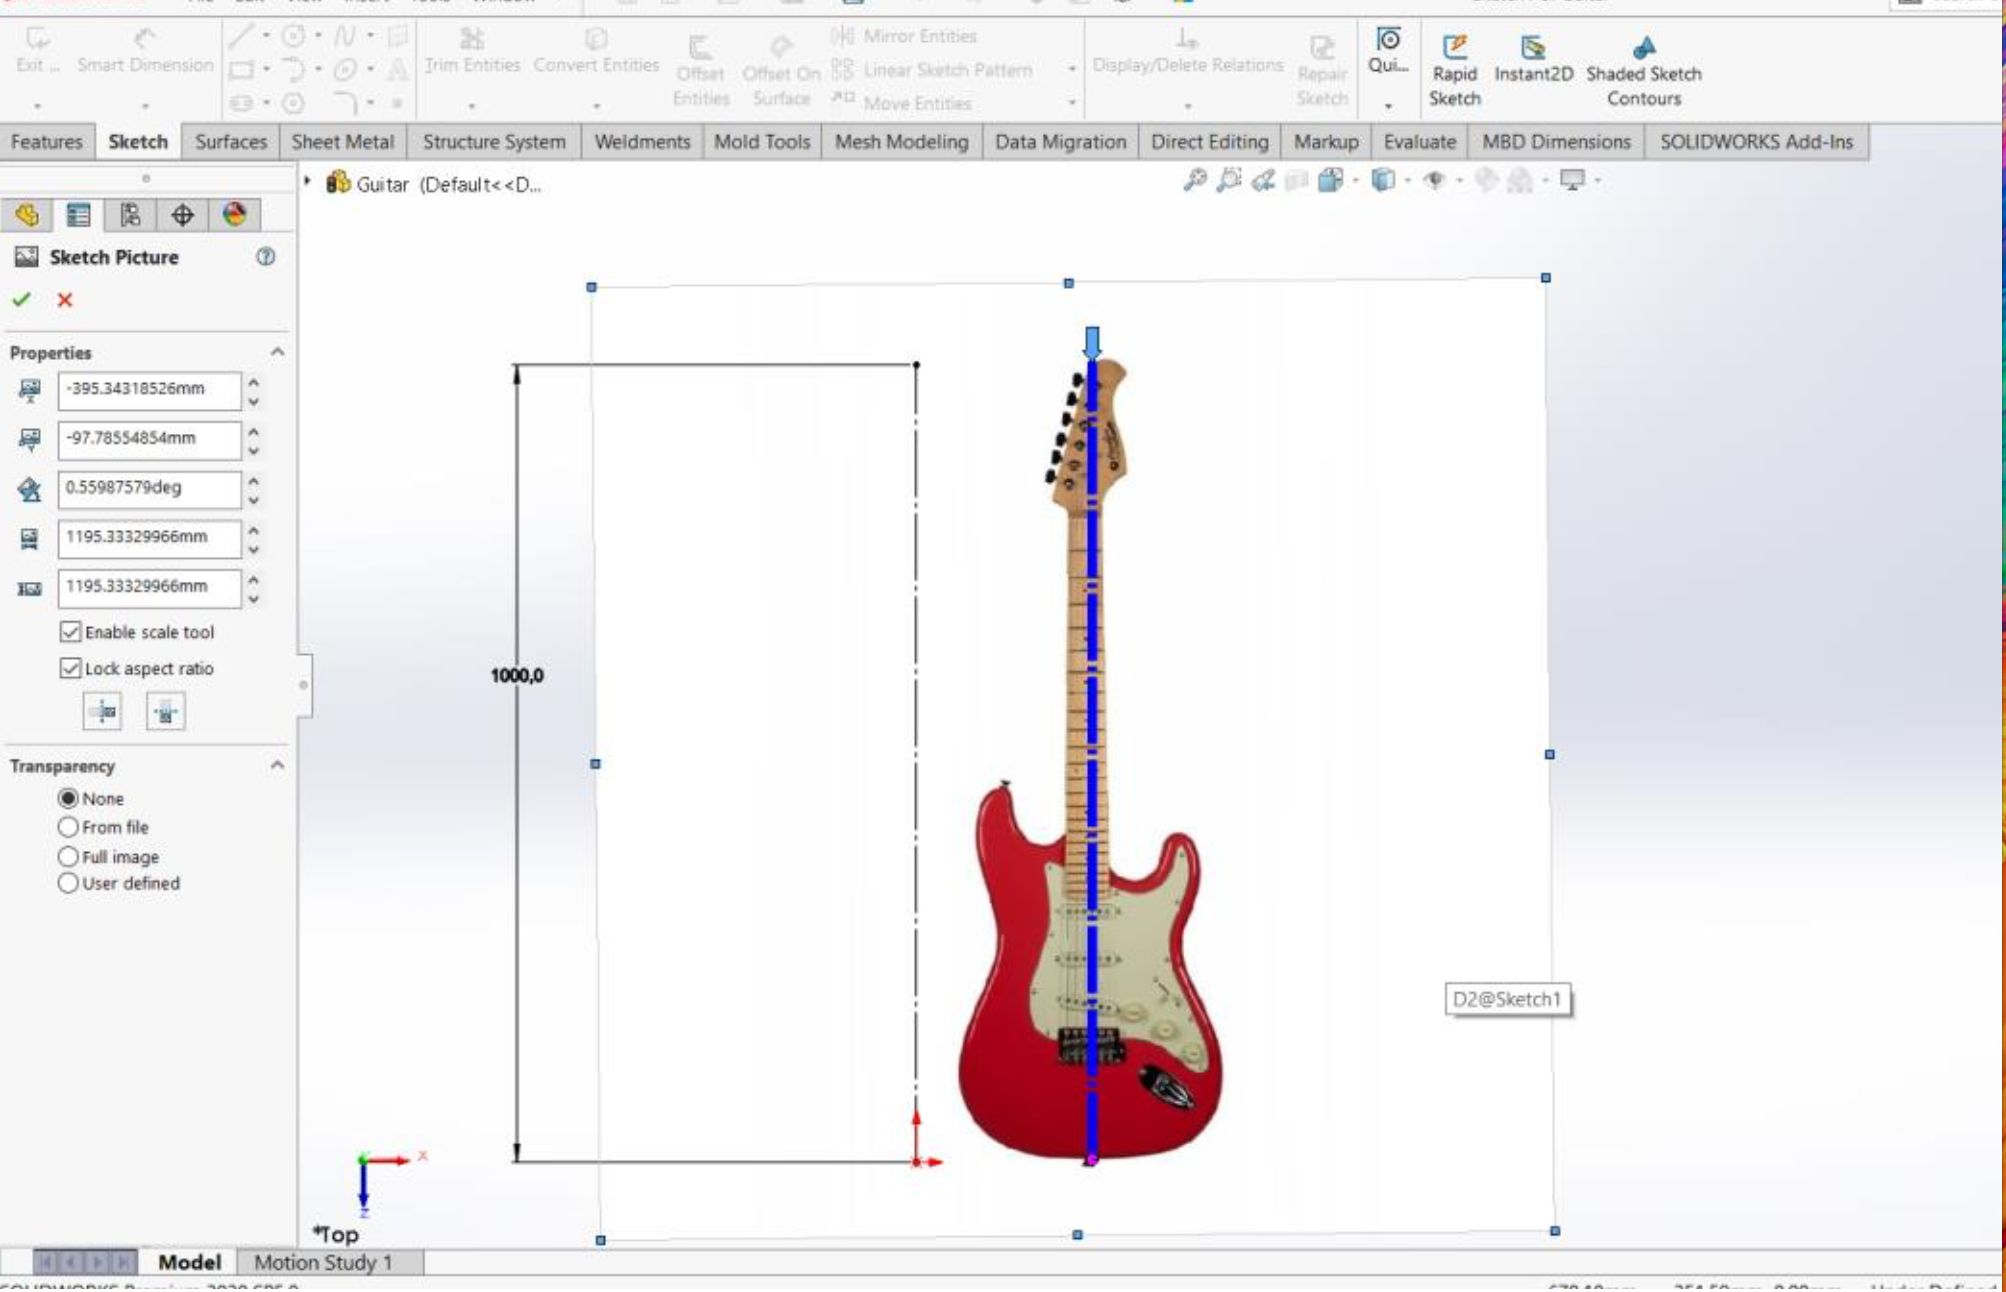 Exit ...
Smart Dimension
Trim Entities
Convert Entities
Offset
Entities
Offset On
Surface
Mirror Entities
Linear Sketch Pattern
Move Entities
Display/Delete Relations
Repair
Sketch
Qui...
Rapid
Sketch
Instant2D
Shaded Sketch
Contours
Features Sketch Surfaces Sheet Metal Structure System Weldments Mold Tools Mesh Modeling Data Migration Direct Editing Markup Evaluate MBD Dimensions SOLIDWORKS Add-Ins
Guitar (Default<<D...
Sketch Picture
Properties
-395.34318526mm
-97.78554854mm
0.55987579deg
1195.33329966mm
1195.33329966mm
Enable scale tool
Lock aspect ratio
Transparency
None
From file
Full image
User defined
1000,0
D2@Sketch1
X
Z
*Top
Model Motion Study 1